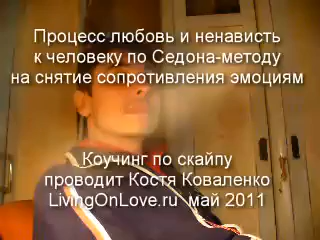 Процесс любовь и ненависть
к человеку по Седона-методу
на снятие сопротивления эмоциям
Коучинг по скайпу
проводит Костя Коваленко
LivingOnLove.ru май 2011